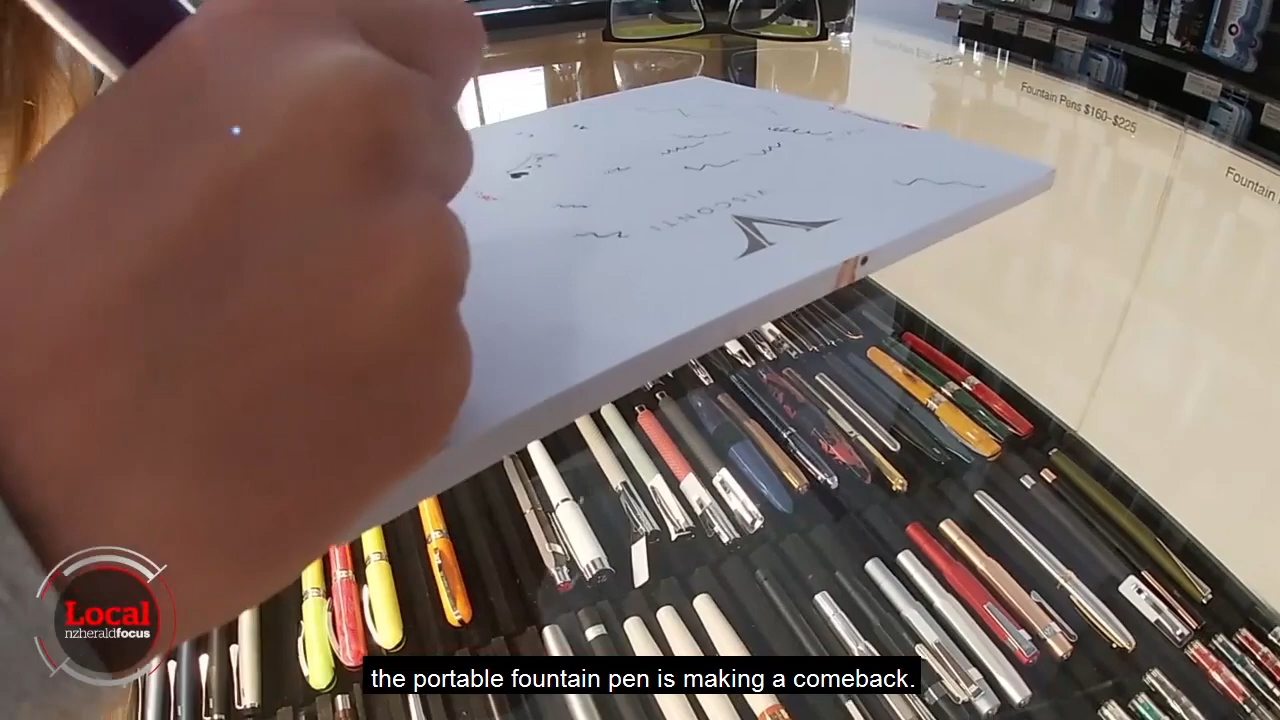 Fountain Pens $160-$225
Fountain
VISCONTI
Local
nzheraldfocus
the portable fountain pen is making a comeback.